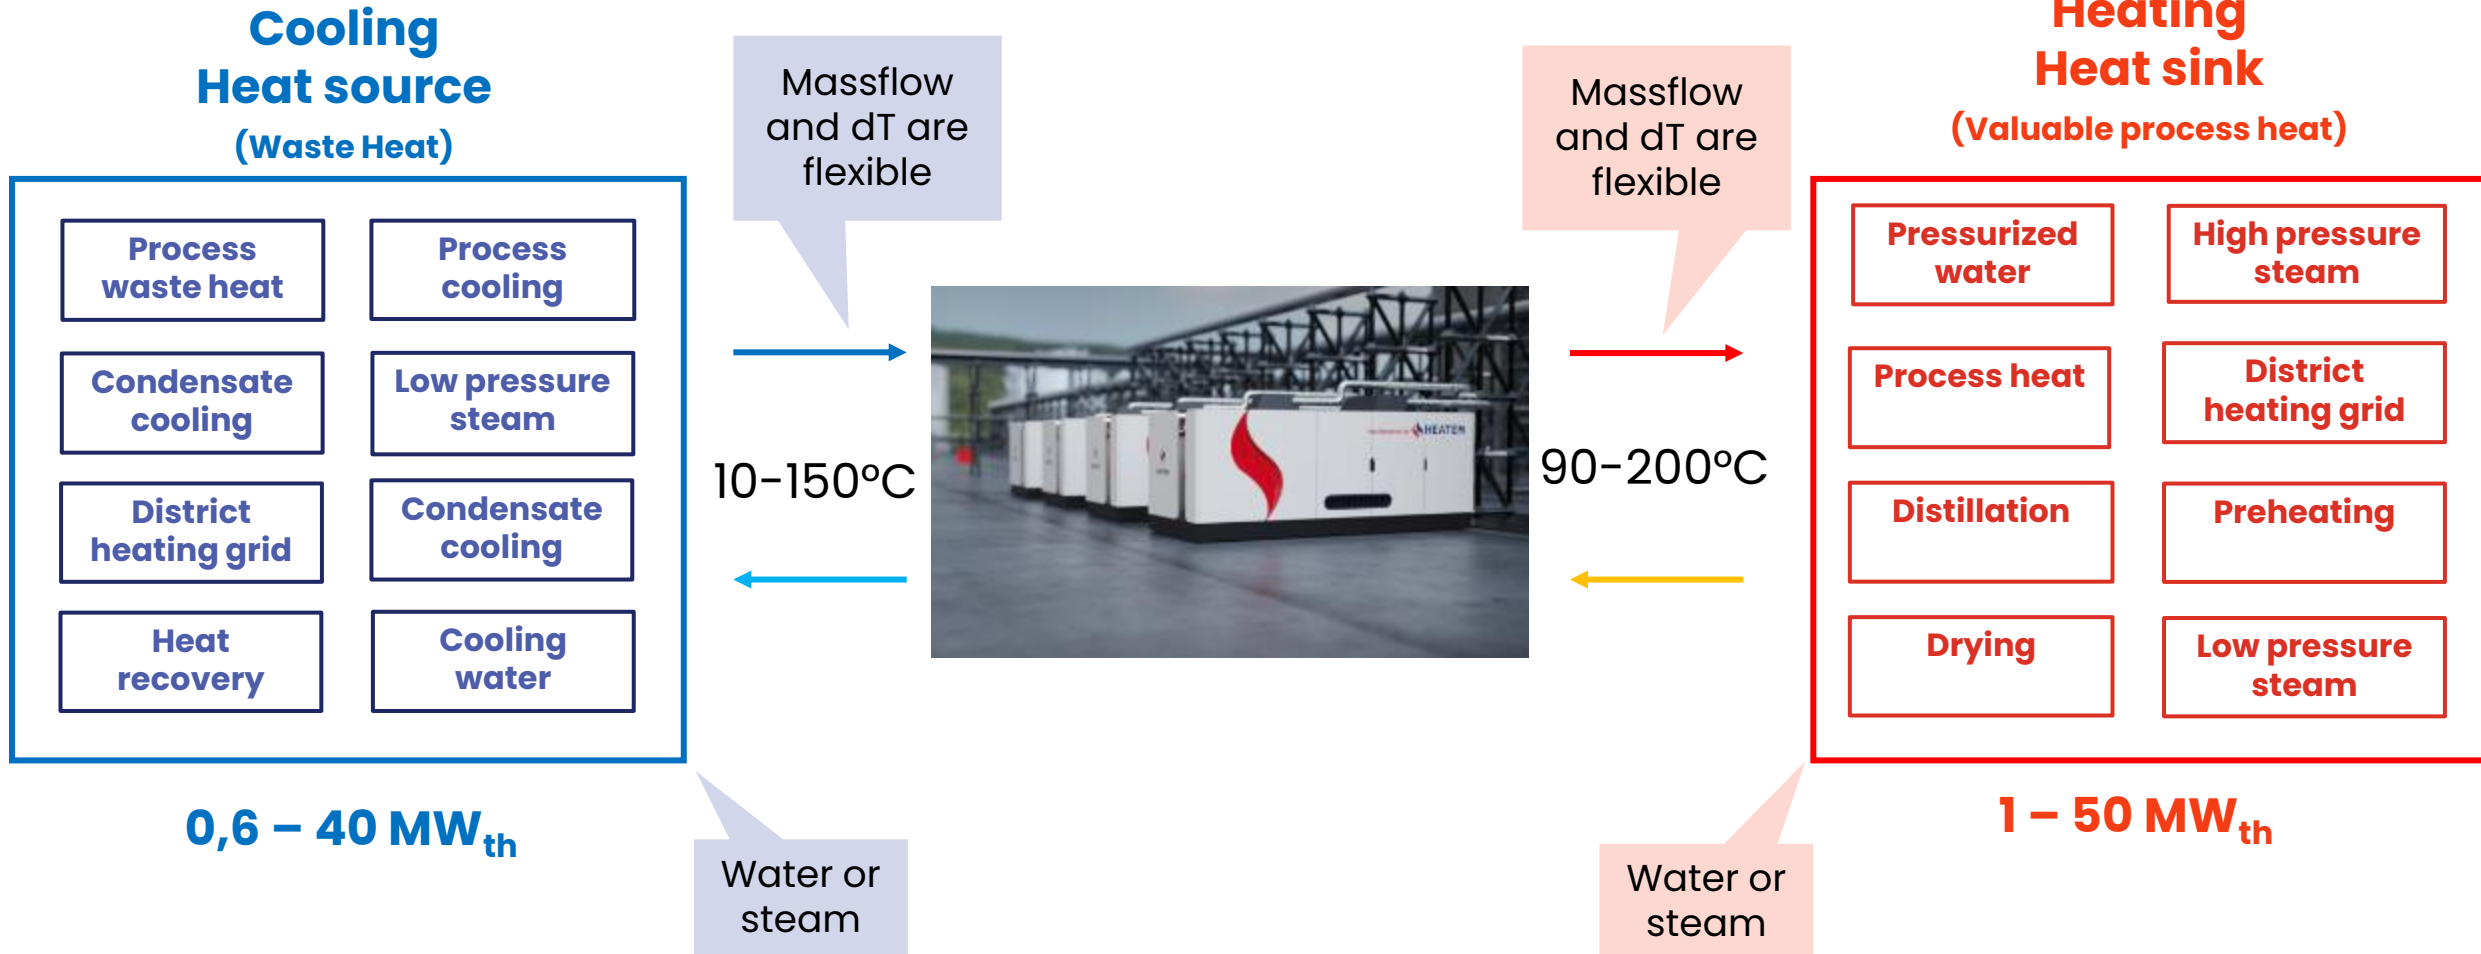 Cooling
Heat source
(Waste Heat)
Process
waste heat
Process
cooling
Condensate
cooling
Low pressure
steam
District
heating grid
Condensate
cooling
Heat
recovery
Cooling
water
0,6 – 40 MWth
Massflow
and dT are
flexible
10-150°C
Water or
steam
HEATEN
Massflow
and dT are
flexible
90-200°C
Water or
steam
Heating
Heat sink
(Valuable process heat)
Pressurized
water
High pressure
steam
Process heat
District
heating grid
Distillation
Preheating
Drying
Low pressure
steam
1 – 50 MWth